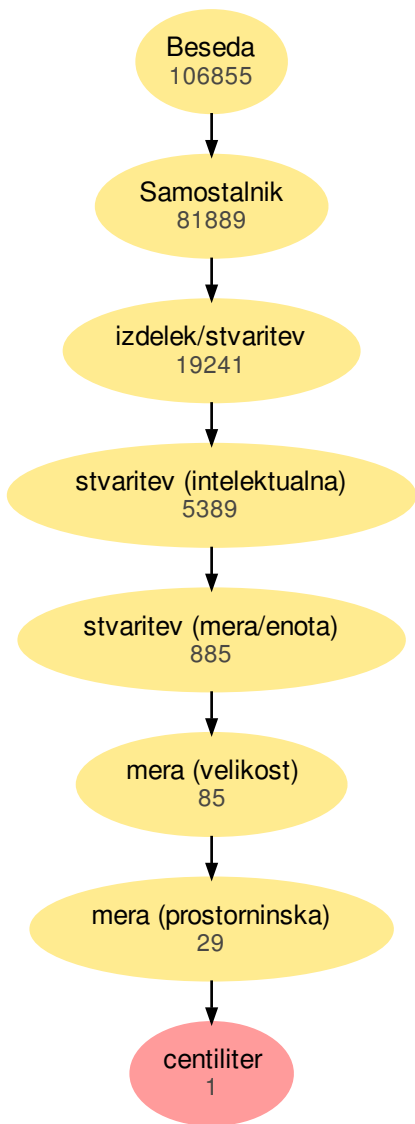 Beseda
106855
Samostalnik
81889
izdelek/stvaritev
19241
stvaritev (intelektualna)
5389
stvaritev (mera/enota)
885
mera (velikost)
85
mera (prostorninska)
29
centiliter
1